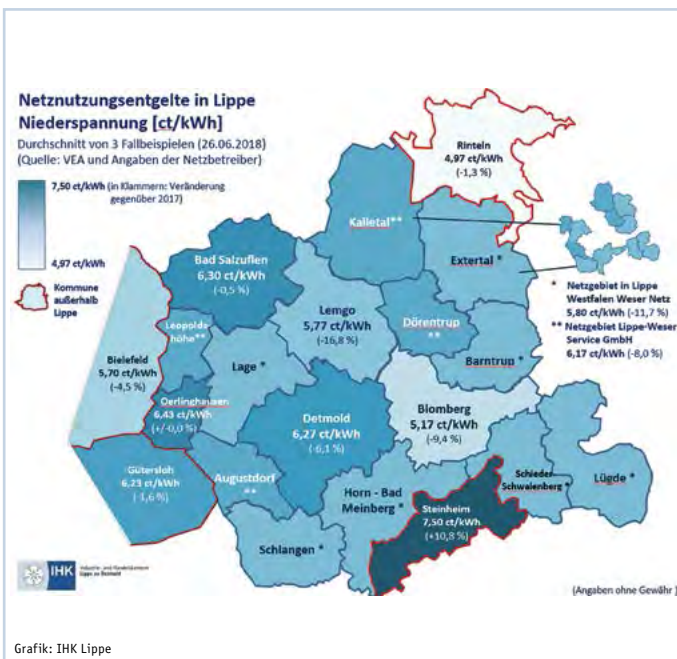 Netznutzungsentgelte in Lippe
Niederspannung [ct/kWh]
Durchschnitt von 3 Fallbeispielen (26.06.2018)
(Quelle: VEA und Angaben der Netzbetreiber)
7,50 ct/kWh (in Klammern: Veränderung
gegenüber 2017)
4,97 ct/kWh
Kommune
außerhalb
Lippe
Rinteln
4,97 ct/kWh
(-1,3 %)
Kalletal**
Extertal *
Bad Salzuflen
6,30 ct/kWh
(-0,5 %)
Lemgo
5,77 ct/kWh
(-16,8 %)
Dörentrup
**
* Netzgebiet in Lippe
Westfalen Weser Netz
5,80 ct/kWh (-11,7 %)
** Netzgebiet Lippe-Weser
Service GmbH
6,17 ct/kWh (-8,0 %)
Leopolds
höhe**
Bielefeld
5,70 ct/kWh
(-4,5 %)
Lage *
Barntrup *
Oerlinghausen
6,43 ct/kWh
(+/-0,0 %)
Detmold
6,27 ct/kWh
(-6,1 %)
Blomberg
5,17 ct/kWh
(-9,4 %)
Gütersloh
6,23 ct/kWh
(-1,6 %)
Augustdorf
**
Horn - Bad
Meinberg *
Schieder
Schwalenberg *
Lügde *
Steinheim
7,50 ct/kWh
(+10,8 %)
Schlangen *
IHK
Industrie- und Handelskammer
Lippe zu Detmold
(Angaben ohne Gewähr )
Grafik: IHK Lippe